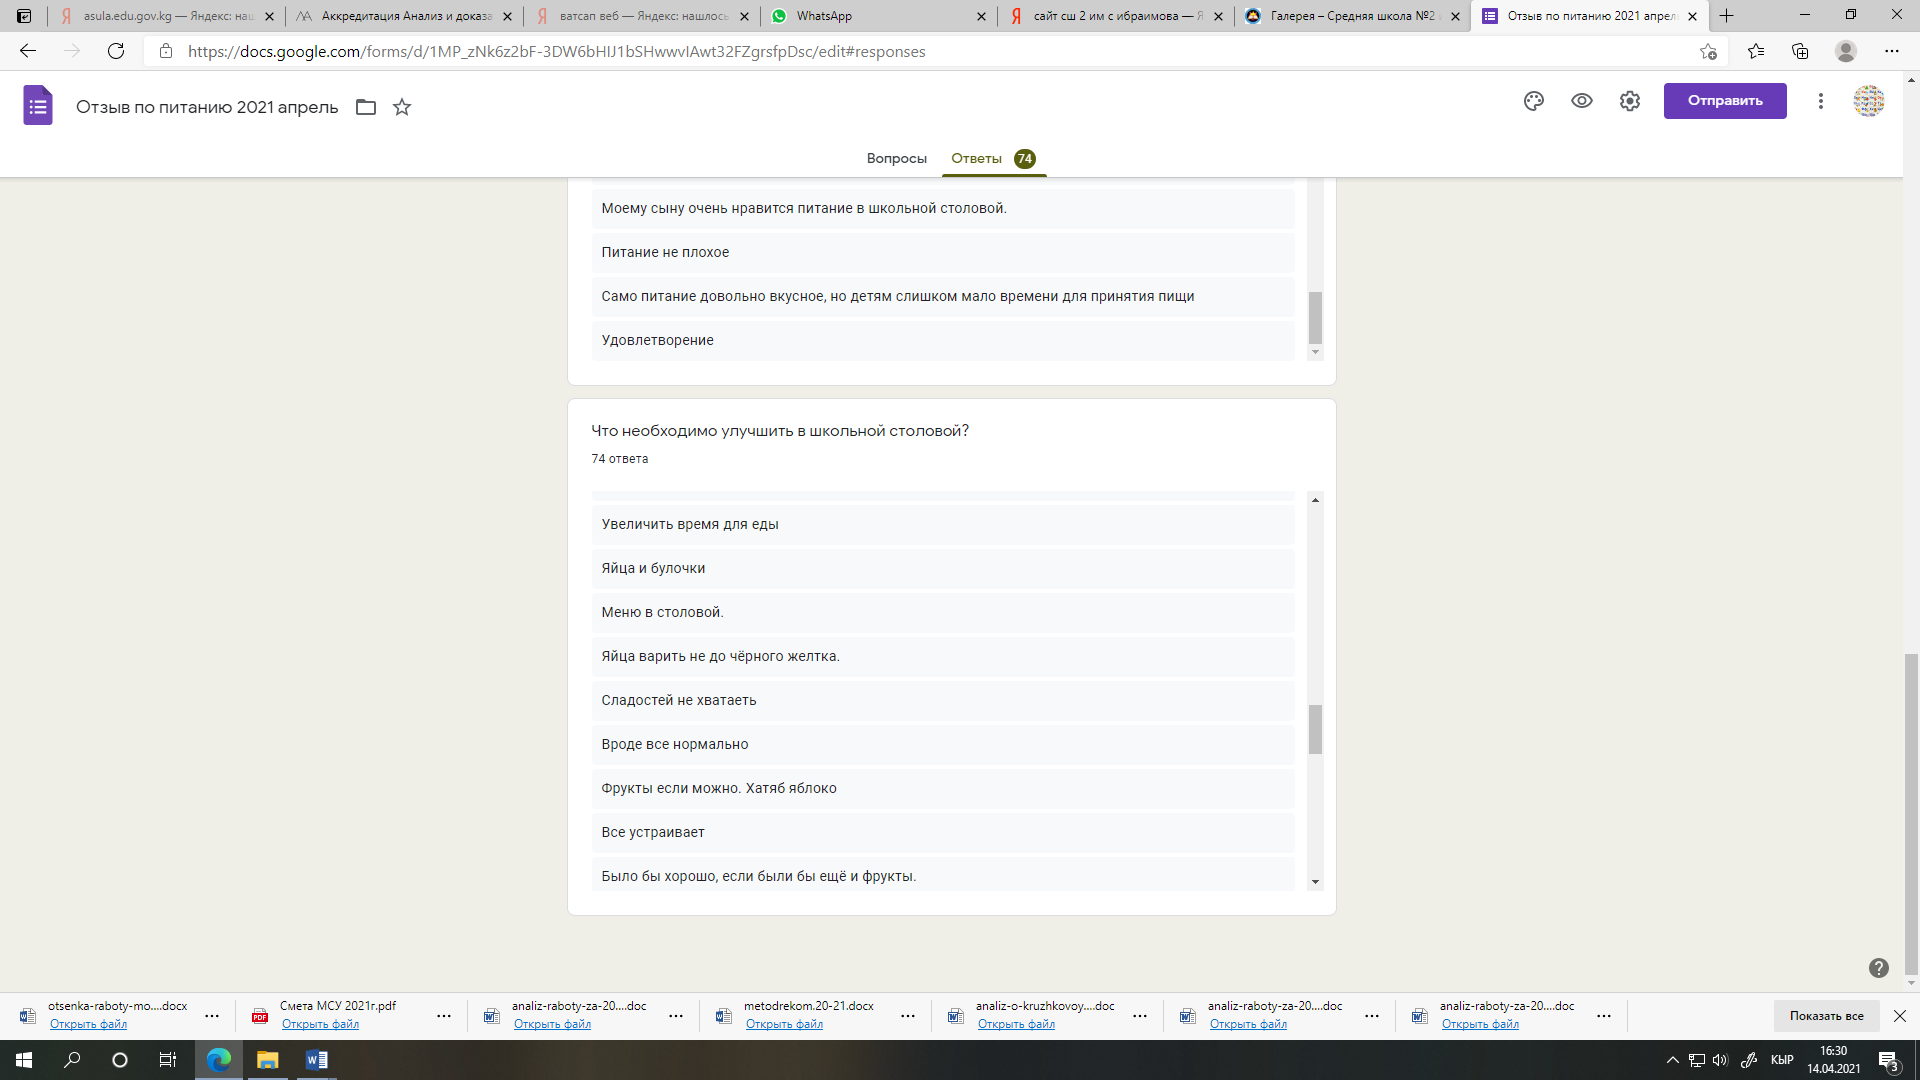 asula.edu.gov.kg — Яндекс: наш
Аккредитация Анализ и доказа
ватсап веб — Яндекс: нашлось
WhatsApp
сайт сш 2 им с ибраимова — Я
Галерея – Средняя школа №2 и
Отзыв по питанию 2021 апрель
https://docs.google.com/forms/d/1MP_zNk6z2bF-3DW6bHIJ1bSHwwvIAwt32FZgrsfpDsc/edit#responses
Отзыв по питанию 2021 апрель
Отправить
Вопросы
Ответы 74
Моему сыну очень нравится питание в школьной столовой.
Питание не плохое
Само питание довольно вкусное, но детям слишком мало времени для принятия пищи
Удовлетворение
Что необходимо улучшить в школьной столовой?
74 ответа
Увеличить время для еды
Яйца и булочки
Меню в столовой.
Яйца варить не до чёрного желтка.
Сладостей не хватаеть
Вроде все нормально
Фрукты если можно. Хатяб яблоко
Все устраивает
Было бы хорошо, если были бы ещё и фрукты.
otsenka-raboty-mo....docx
Открыть файл
Смета МСУ 2021г.pdf
Открыть файл
analiz-raboty-za-20....doc
Открыть файл
metodrekom.20-21.docx
Открыть файл
analiz-o-kruzhkovoy....doc
Открыть файл
analiz-raboty-za-20....doc
Открыть файл
analiz-raboty-za-20....doc
Открыть файл
Показать все
КЫР
16:30
14.04.2021
3